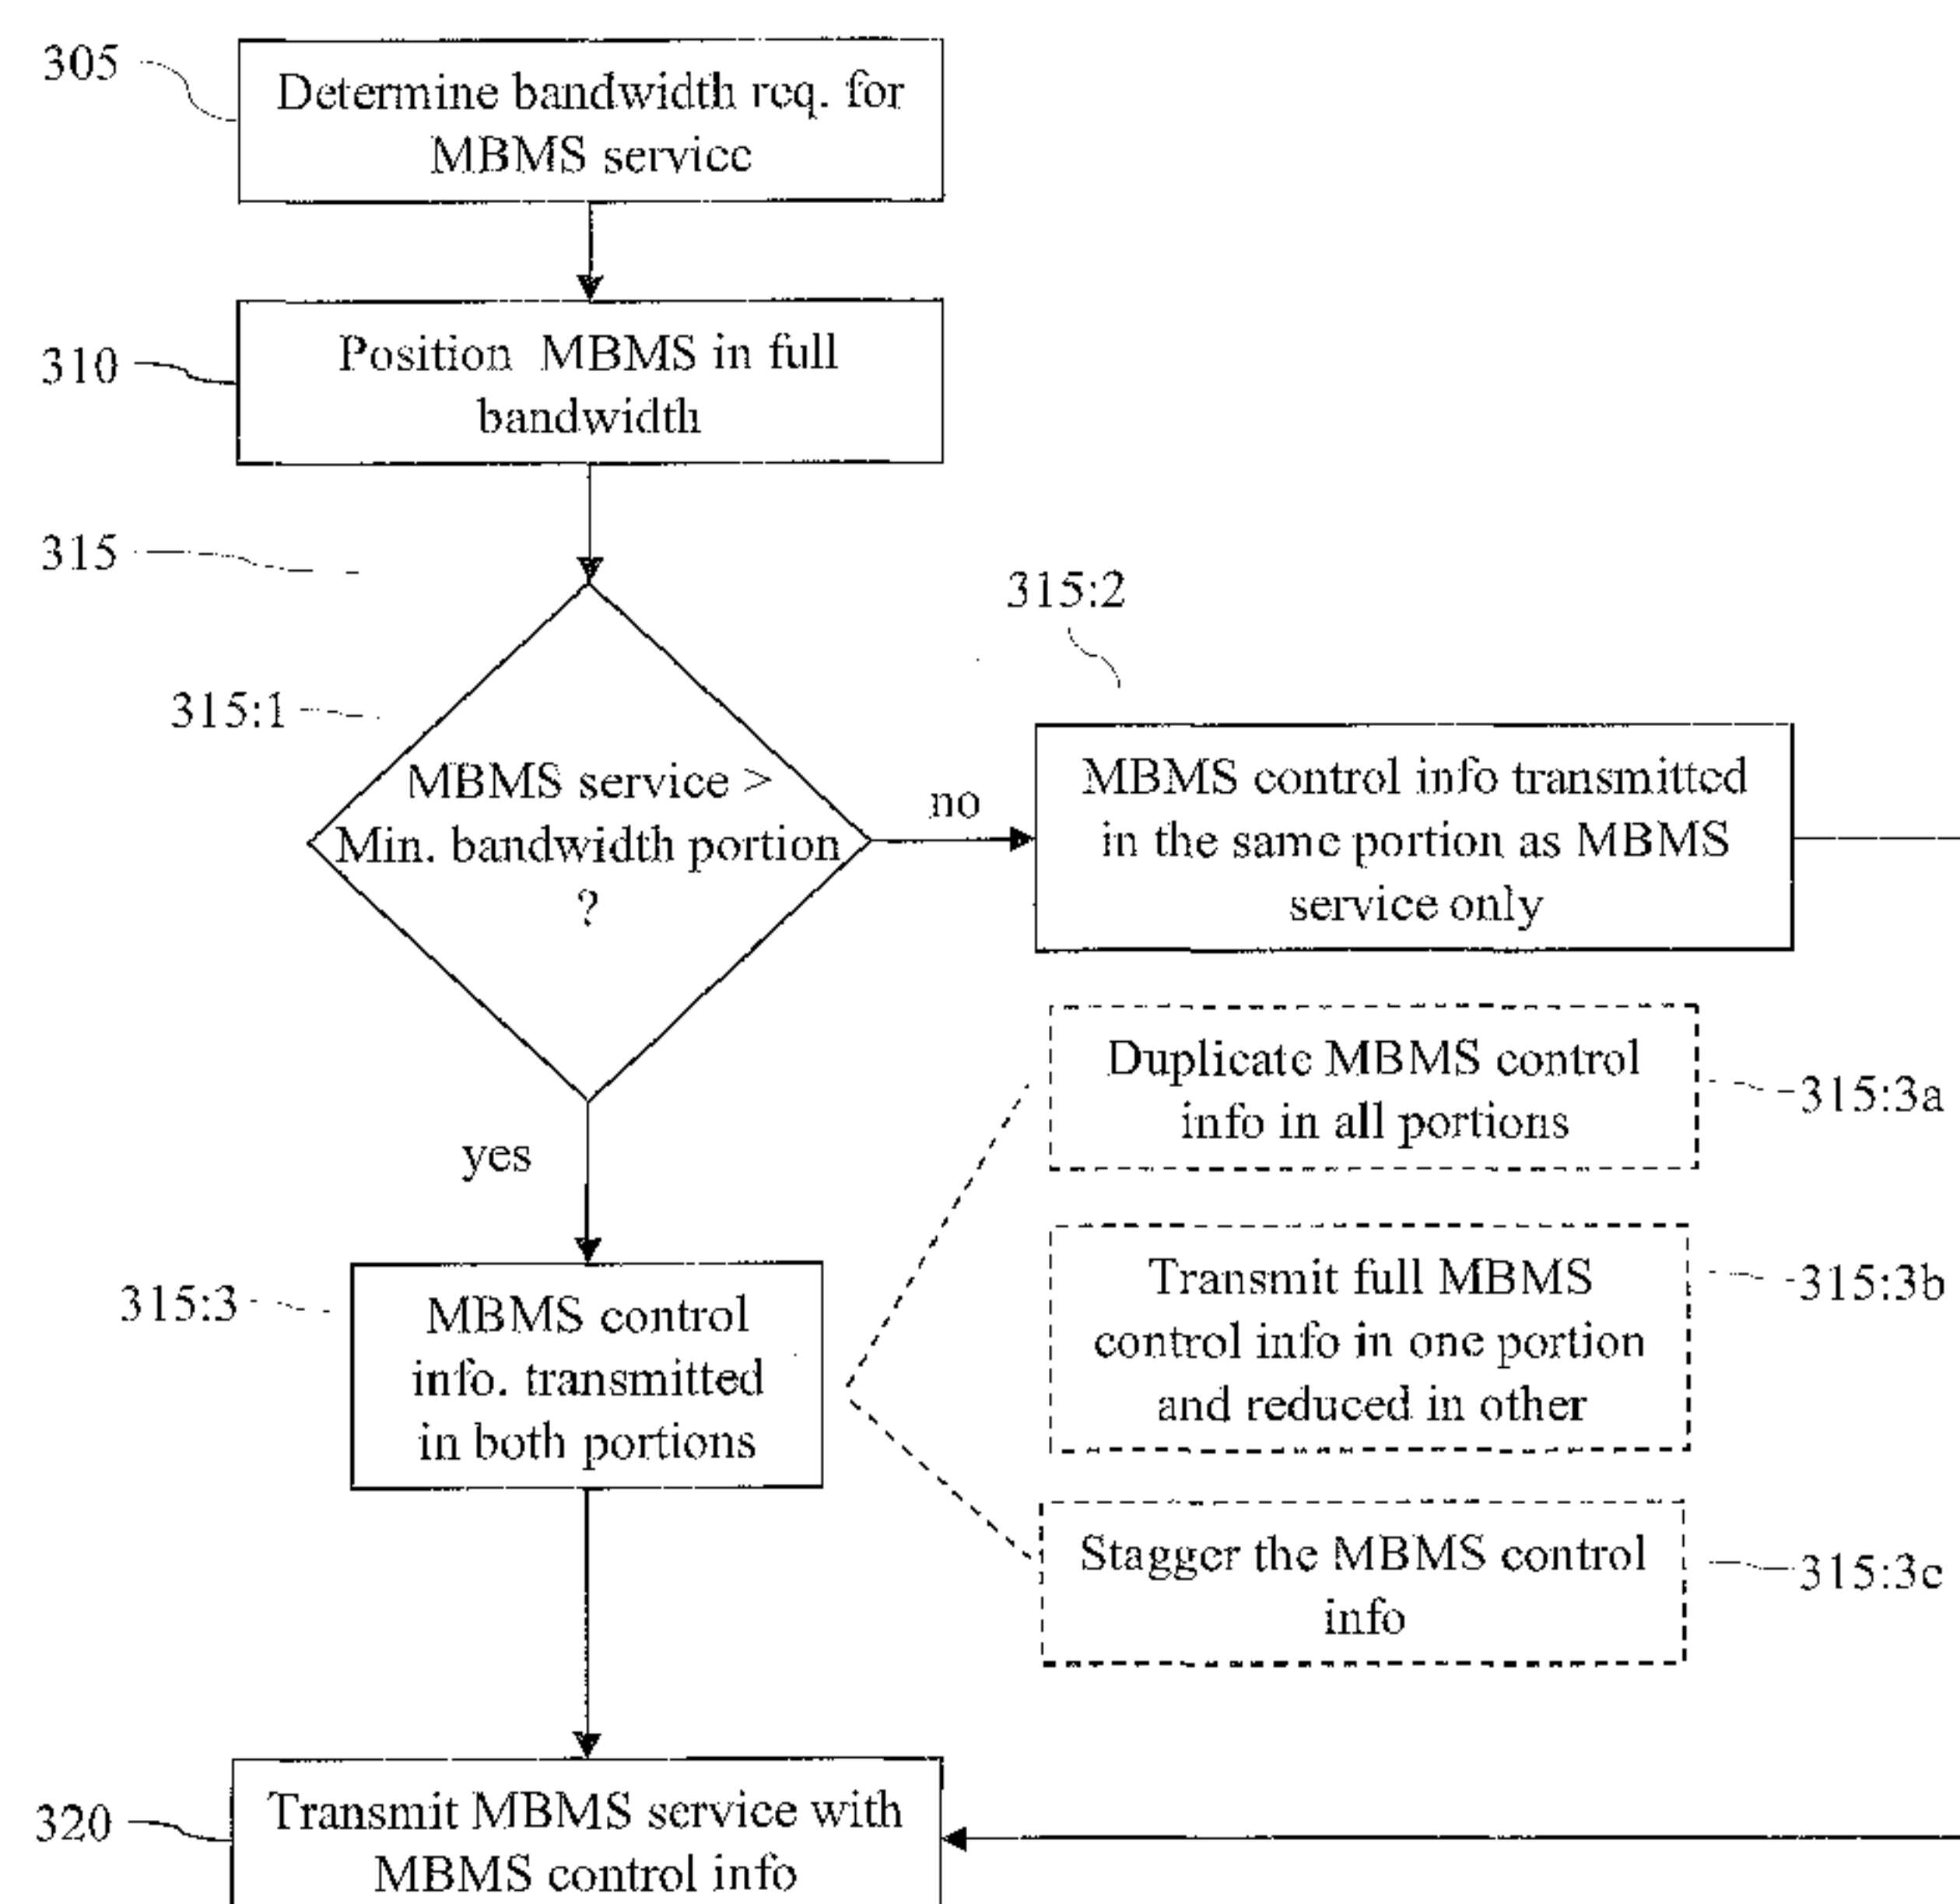 305
Determine bandwidth req. for
MBMS service
310
Position MBMS in full
bandwidth
315
315:1
MBMS service >
Min. bandwidth portion
?
no
315:2
MBMS control info transmitted
in the same portion as MBMS
service only
yes
315:3
MBMS control
info. transmitted
in both portions
Duplicate MBMS control
info in all portions
315:3a
Transmit full MBMS
control info in one portion
and reduced in other
315:3b
Stagger the MBMS control
info
315:3c
320
Transmit MBMS service with
MBMS control info